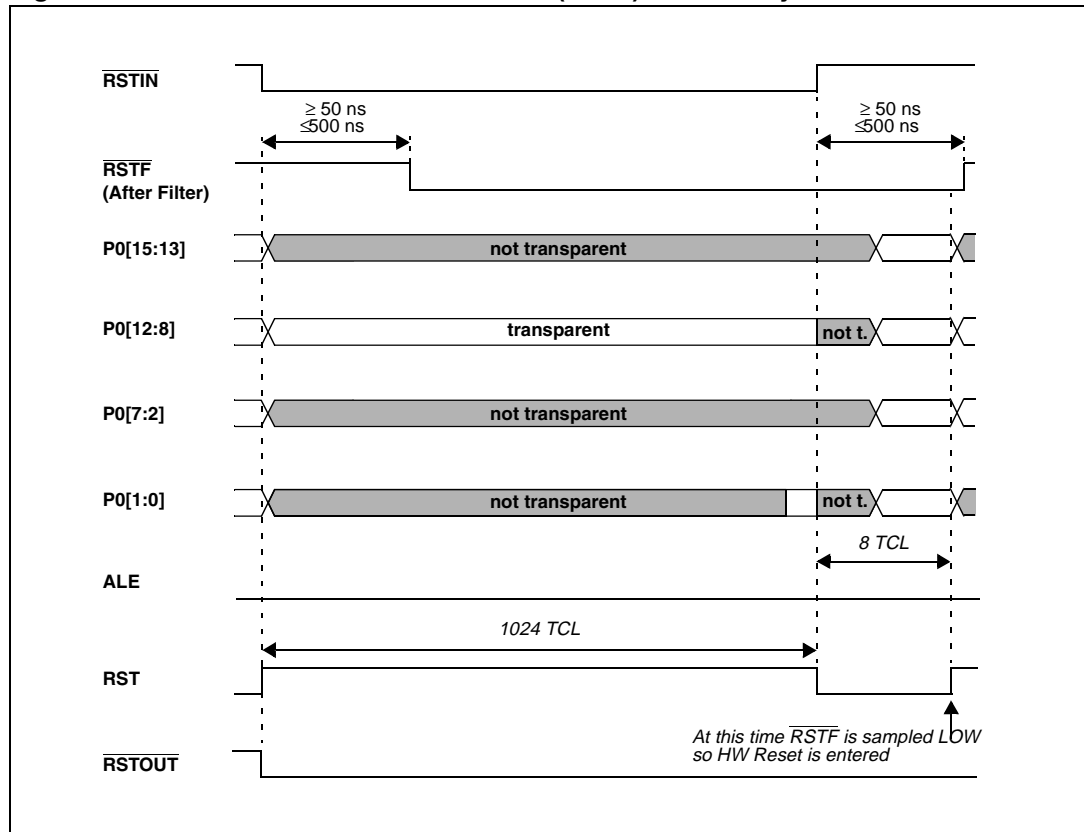 RSTIN
≥ 50 ns
≤500 ns
≥ 50 ns
≤500 ns
RSTF
(After Filter)
P0[15:13]
not transparent
P0[12:8]
transparent
not t.
P0[7:2]
not transparent
P0[1:0]
not transparent
not t.
8 TCL
ALE
1024 TCL
RST
At this time RSTF is sampled LOW
so HW Reset is entered
RSTOUT